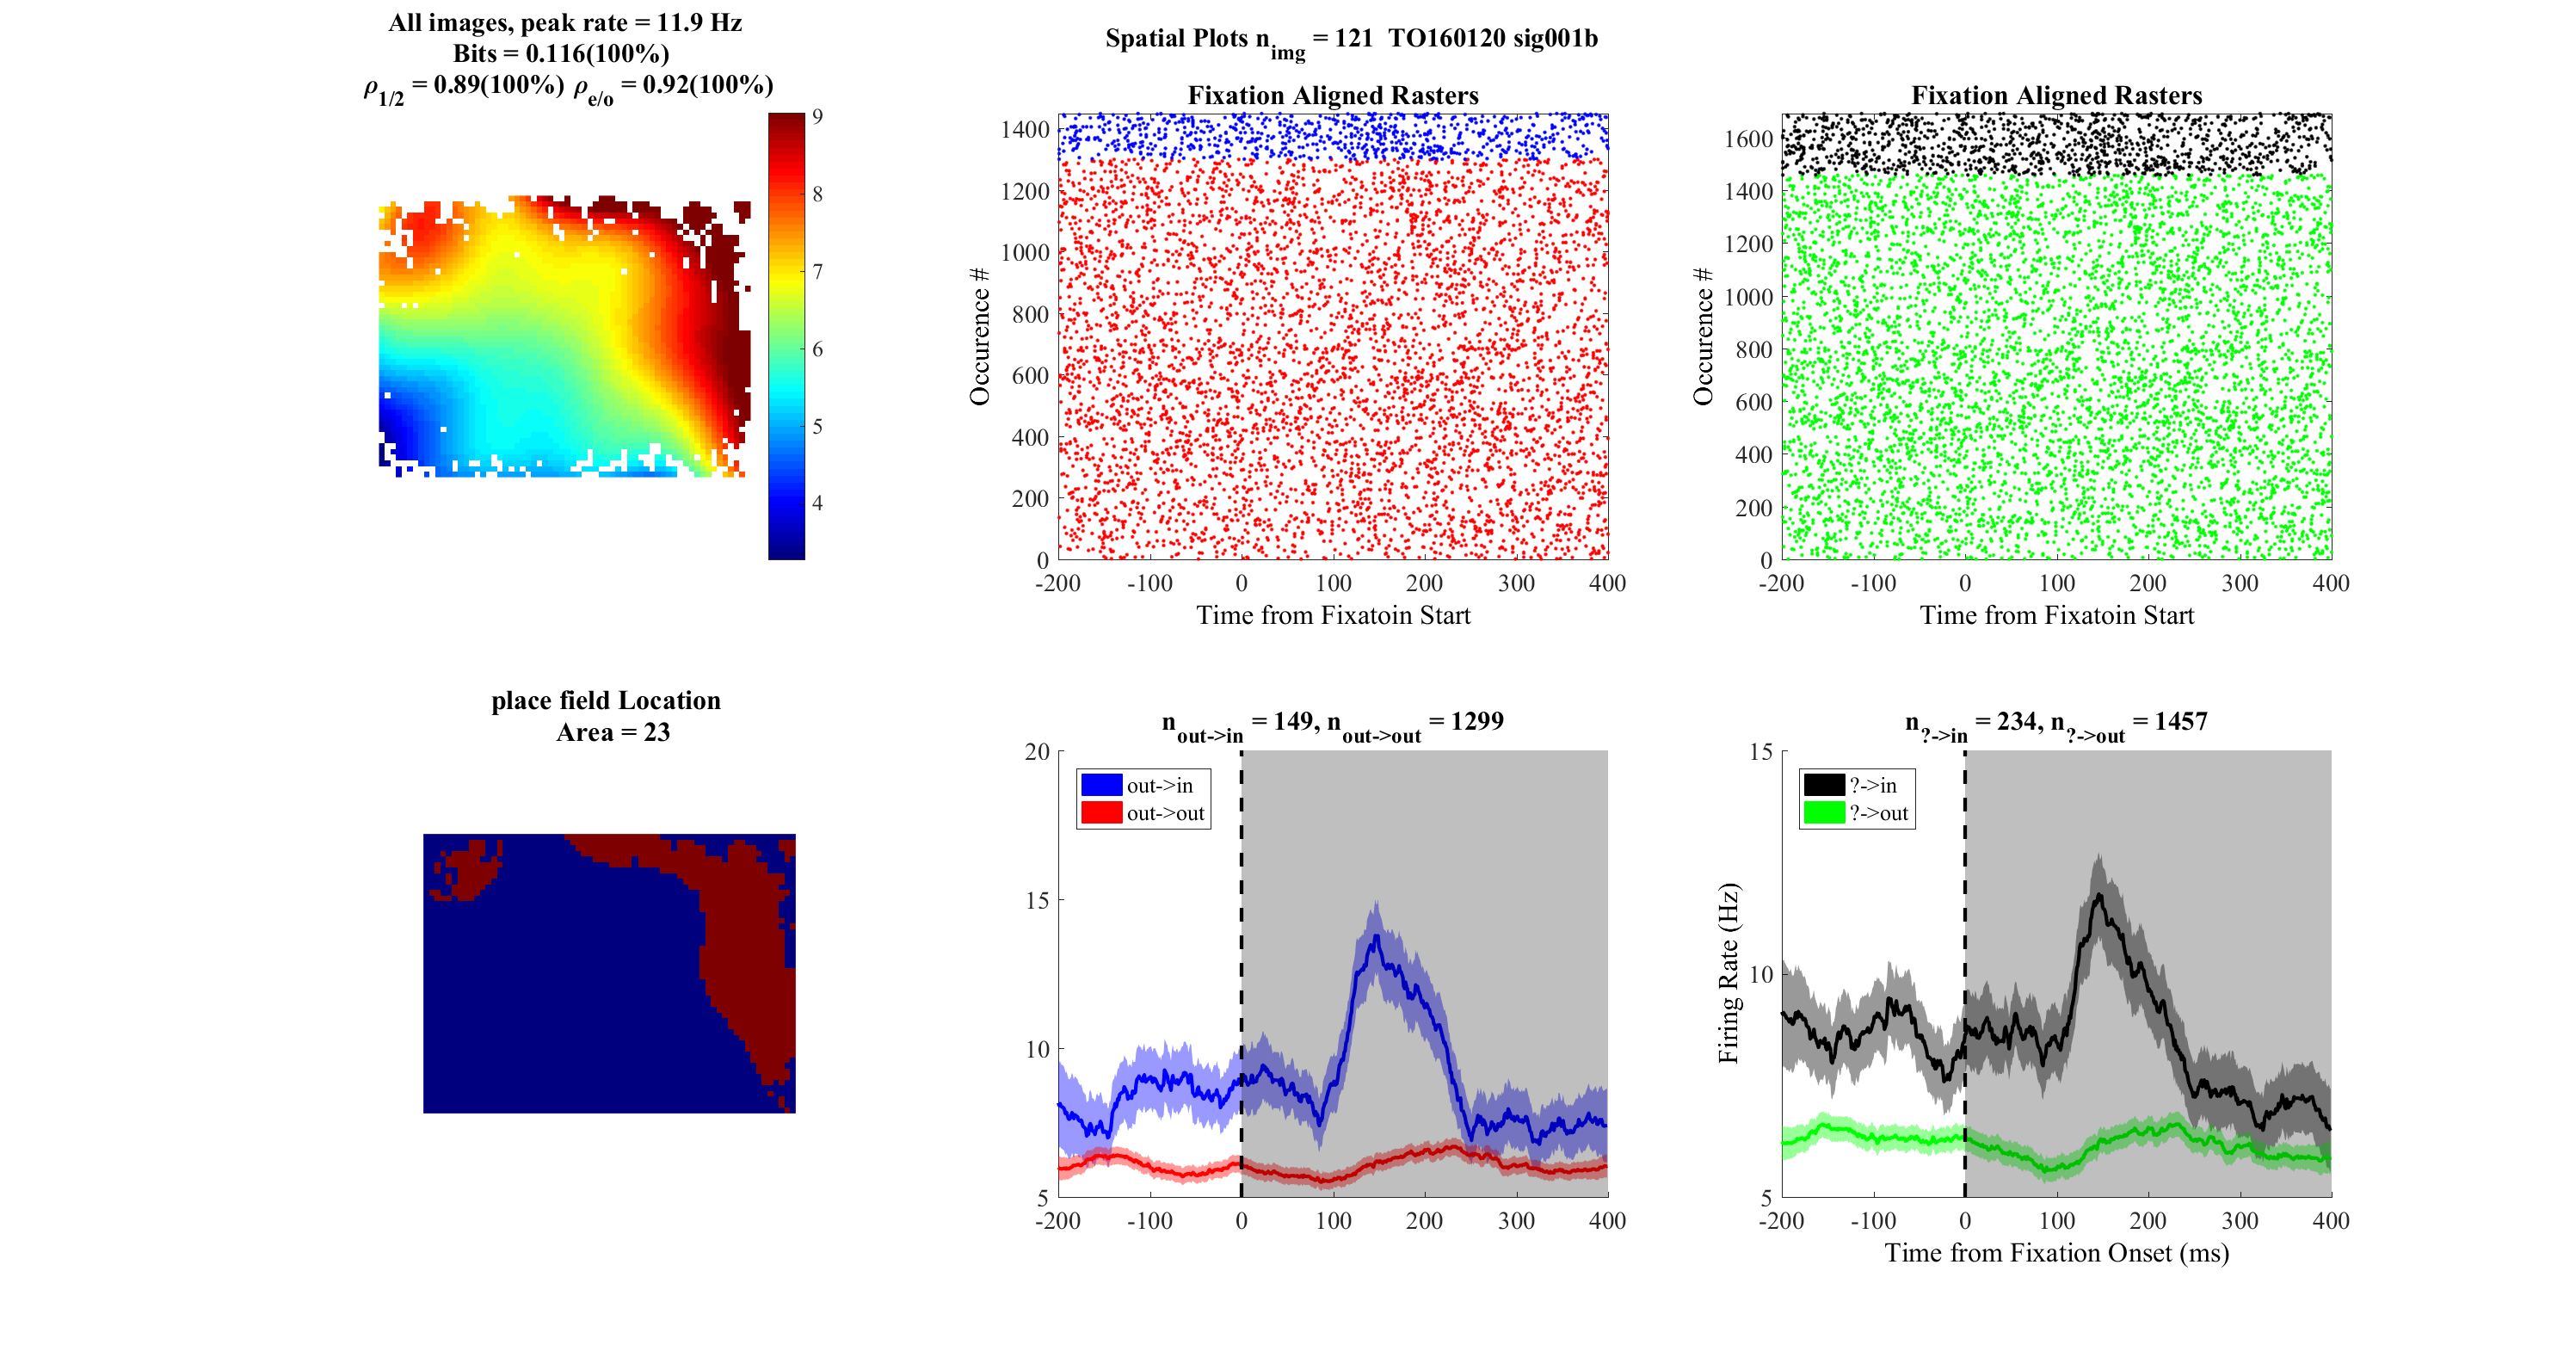 All images, peak rate = 11.9 Hz
Bits = 0.116(100%)
ρ1/2 = 0.89(100%) ρe/o = 0.92(100%)
9
8
7
6
5
4
Spatial Plots nimg = 121 TO160120 sig001b
Fixation Aligned Rasters
Occurence #
1400
1200
1000
800
600
400
200
0
-200 -100 0 100 200 300 400
Time from Fixatoin Start
Fixation Aligned Rasters
Occurence #
1600
1400
1200
1000
800
600
400
200
0
-200 -100 0 100 200 300 400
Time from Fixatoin Start
place field Location
Area = 23
nout->in = 149, nout->out = 1299
20
15
10
5
out->in
out->out
-200 -100 0 100 200 300 400
n?->in = 234, n?->out = 1457
Firing Rate (Hz)
15
10
5
?->in
?->out
-200 -100 0 100 200 300 400
Time from Fixation Onset (ms)